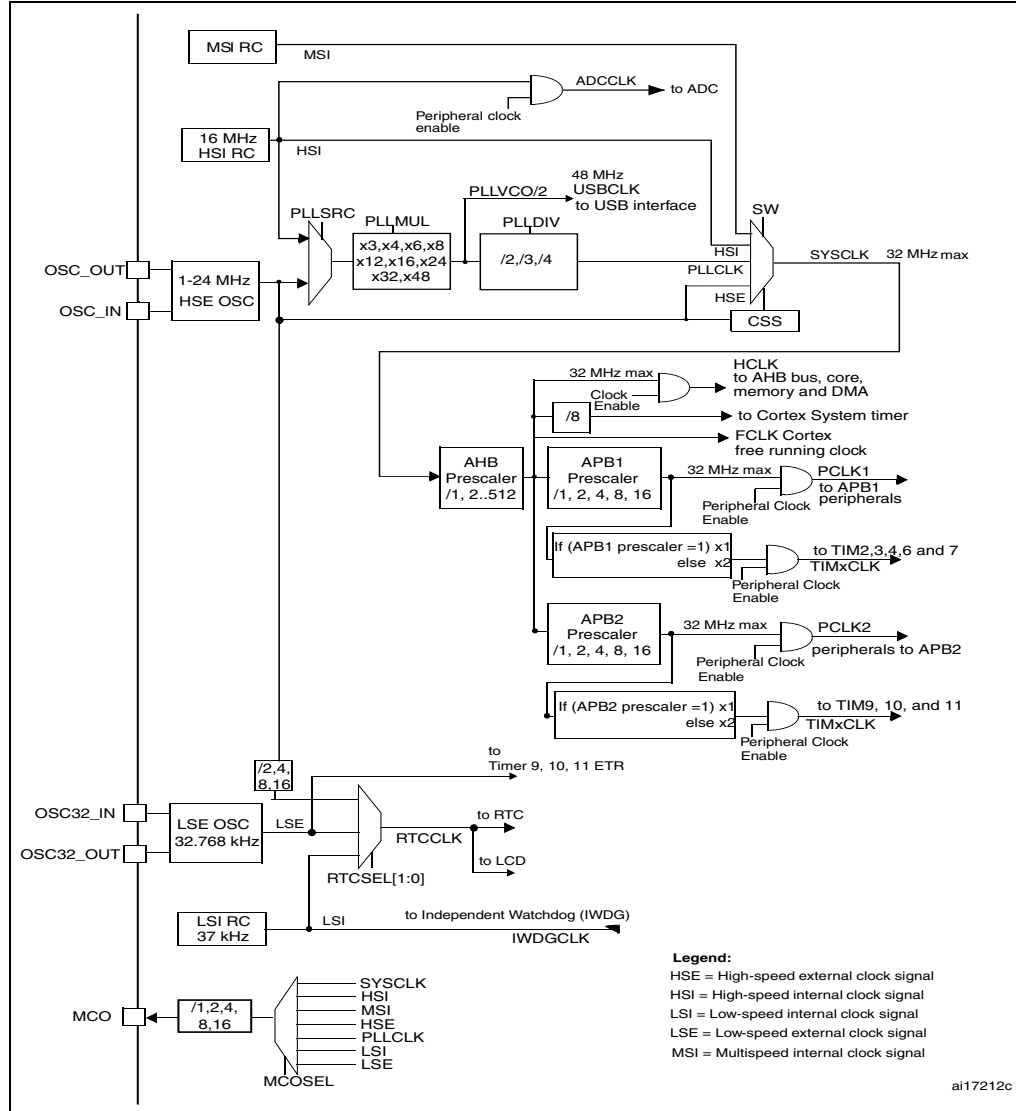 MSI RC
MSI
ADCCLK
to ADC
Peripheral clock
enable
16 MHz
HSI RC
HSI
48 MHz
USBCLK
to USB interface
PLLVCO/2
PLLSRC
PLLMUL
x3,x4,x6,x8
x12,x16,x24
x32,x48
PLLDIV
/2,/3,/4
SW
HSI
PLLCLK
HSE
SYSCLK
32 MHz max
CSS
OSC_OUT
OSC_IN
1-24 MHz
HSE OSC
32 MHz max
Clock
Enable
HCLK
to AHB bus, core,
memory and DMA
/8
to Cortex System timer
FCLK Cortex
free running clock
AHB
Prescaler
/1, 2..512
APB1
Prescaler
/1, 2, 4, 8, 16
32 MHz max
Peripheral Clock
Enable
PCLK1
to APB1
peripherals
If (APB1 prescaler =1) x1
else x2
Peripheral Clock
Enable
to TIM2,3,4,6 and 7
TIMxCLK
APB2
Prescaler
/1, 2, 4, 8, 16
32 MHz max
Peripheral Clock
Enable
PCLK2
peripherals to APB2
If (APB2 prescaler =1) x1
else x2
Peripheral Clock
Enable
to TIM9, 10, and 11
TIMxCLK
/2,4,
8,16
to
Timer 9, 10, 11 ETR
OSC32_IN
OSC32_OUT
LSE OSC
32.768 kHz
LSE
RTCCLK
to RTC
to LCD
RTCSEL[1:0]
LSI RC
37 kHz
LSI
to Independent Watchdog (IWDG)
IWDGCLK
MCO
/1,2,4,
8,16
SYSCLK
HSI
MSI
HSE
PLLCLK
LSI
LSE
MCOSEL
Legend:
HSE = High-speed external clock signal
HSI = High-speed internal clock signal
LSI = Low-speed internal clock signal
LSE = Low-speed external clock signal
MSI = Multispeed internal clock signal
ai17212c